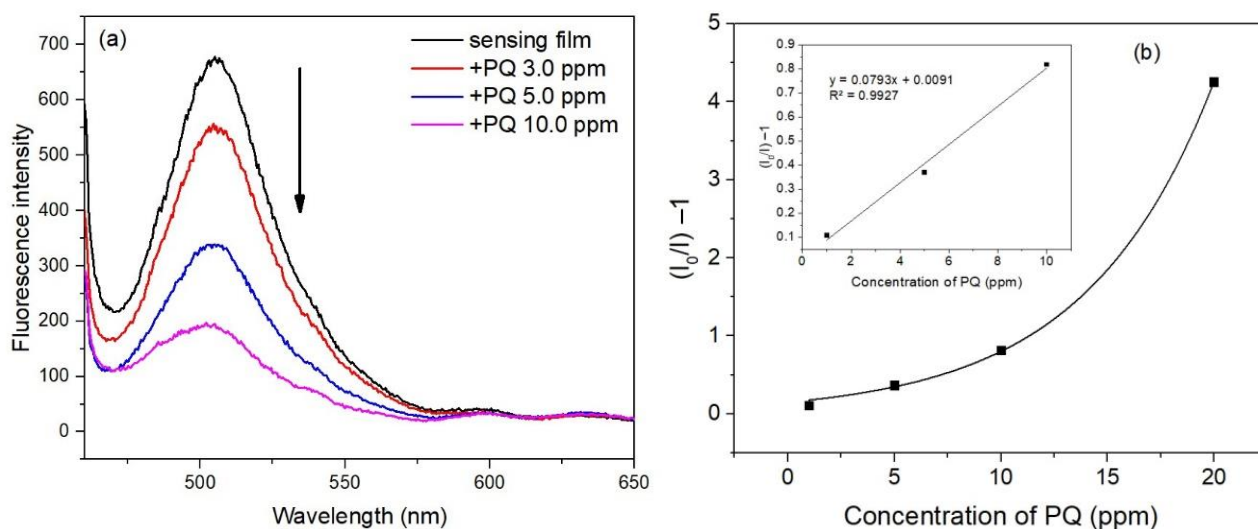 (a)
sensing film
+PQ 3.0 ppm
+PQ 5.0 ppm
+PQ 10.0 ppm
700
600
500
400
300
200
100
0
Fluorescence intensity
500
550
600
650
Wavelength (nm)
(b)
5
4
3
2
1
0
(I₀/I) –1
0
5
10
15
20
Concentration of PQ (ppm)
y = 0.0793x + 0.0091
R² = 0.9927
0.9
0.8
0.7
0.6
0.5
0.4
0.3
0.2
0.1
(I₀/I) –1
0
2
4
6
8
10
Concentration of PQ (ppm)